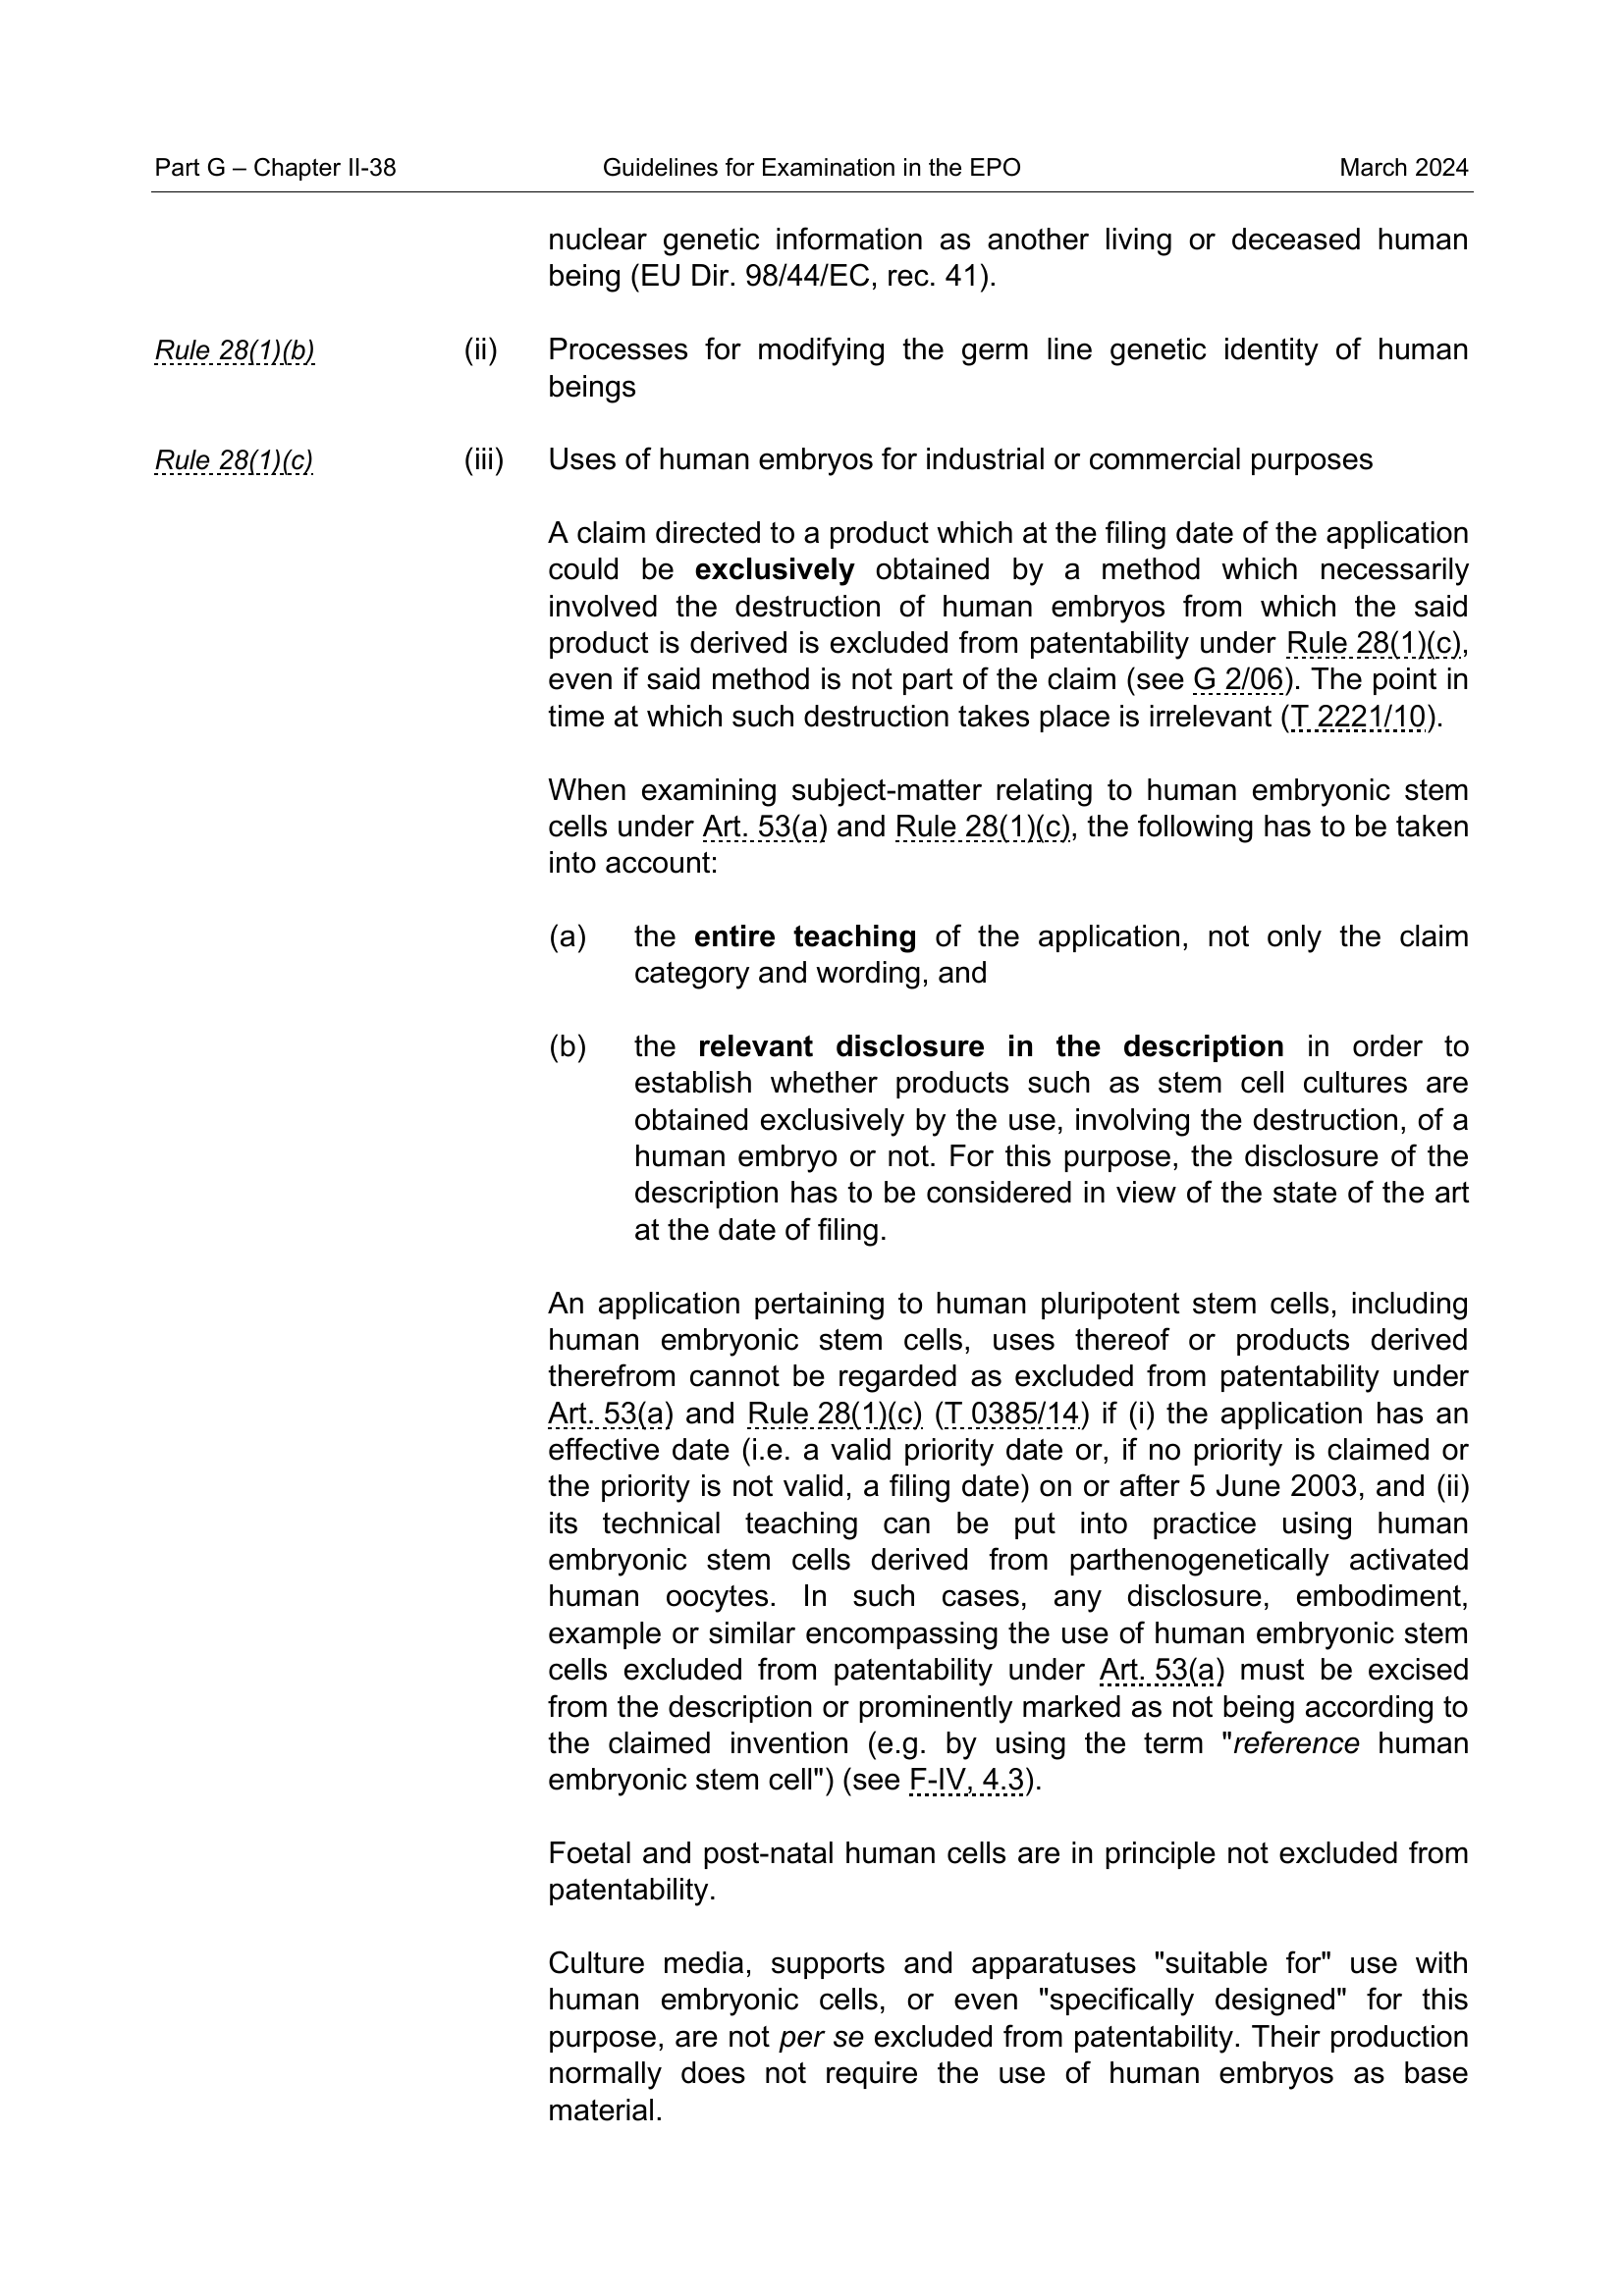 Part G – Chapter II-38 Guidelines for Examination in the EPO March 2024
nuclear genetic information as another living or deceased human
being (EU Dir. 98/44/EC, rec. 41).
Rule 28(1)(b) (ii) Processes for modifying the germ line genetic identity of human
beings
Rule 28(1)(c) (iii) Uses of human embryos for industrial or commercial purposes
A claim directed to a product which at the filing date of the application
could be exclusively obtained by a method which necessarily
involved the destruction of human embryos from which the said
product is derived is excluded from patentability under Rule 28(1)(c),
even if said method is not part of the claim (see G 2/06). The point in
time at which such destruction takes place is irrelevant (T 2221/10).
When examining subject-matter relating to human embryonic stem
cells under Art. 53(a) and Rule 28(1)(c), the following has to be taken
into account:
(a) the entire teaching of the application, not only the claim
category and wording, and
(b) the relevant disclosure in the description in order to
establish whether products such as stem cell cultures are
obtained exclusively by the use, involving the destruction, of a
human embryo or not. For this purpose, the disclosure of the
description has to be considered in view of the state of the art
at the date of filing.
An application pertaining to human pluripotent stem cells, including
human embryonic stem cells, uses thereof or products derived
therefrom cannot be regarded as excluded from patentability under
Art. 53(a) and Rule 28(1)(c) (T 0385/14) if (i) the application has an
effective date (i.e. a valid priority date or, if no priority is claimed or
the priority is not valid, a filing date) on or after 5 June 2003, and (ii)
its technical teaching can be put into practice using human
embryonic stem cells derived from parthenogenetically activated
human oocytes. In such cases, any disclosure, embodiment,
example or similar encompassing the use of human embryonic stem
cells excluded from patentability under Art. 53(a) must be excised
from the description or prominently marked as not being according to
the claimed invention (e.g. by using the term "reference human
embryonic stem cell") (see F-IV, 4.3).
Foetal and post-natal human cells are in principle not excluded from
patentability.
Culture media, supports and apparatuses "suitable for" use with
human embryonic cells, or even "specifically designed" for this
purpose, are not per se excluded from patentability. Their production
normally does not require the use of human embryos as base
material.